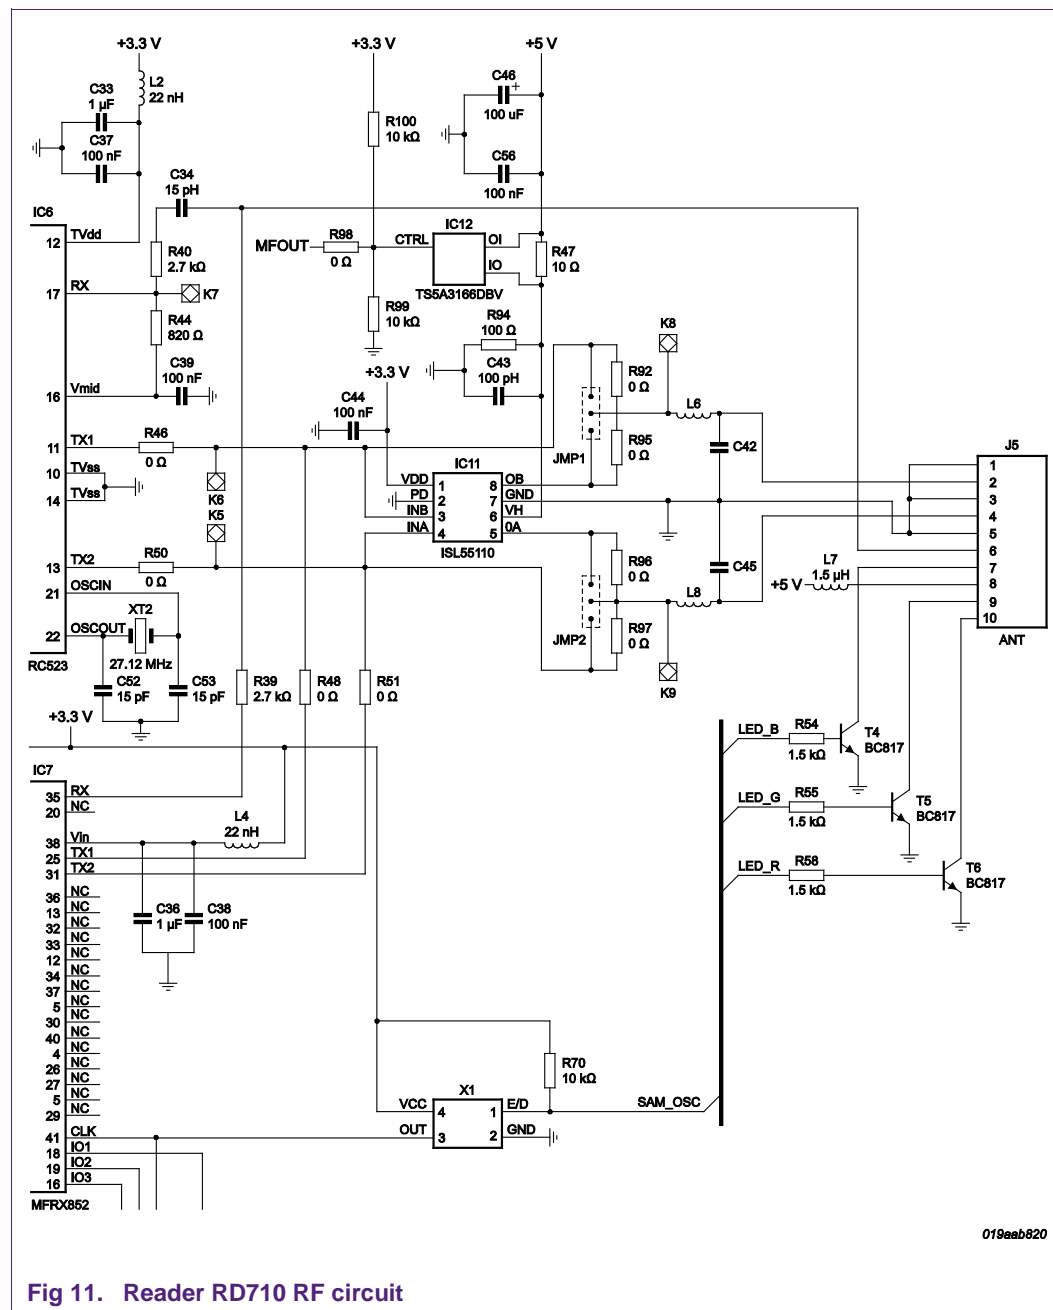 +3.3 V
+3.3 V
+5 V
L2
22 nH
C33
1 µF
C37
100 nF
C46
+
100 uF
C56
100 nF
R100
10 kΩ
C34
15 pH
IC6
12 TVdd
R40
2.7 kΩ
17 RX
K7
R44
820 Ω
C39
100 nF
16 Vmid
MFOUT
R98
0 Ω
IC12
CTRL
OI
IO
TS5A3166DBV
R47
10 Ω
R99
10 kΩ
R94
100 Ω
C43
100 pH
+3.3 V
C44
100 nF
K8
R92
0 Ω
R95
0 Ω
JMP1
L6
C42
11 TX1
R46
0 Ω
10 TVss
14 TVss
K6
K5
IC11
VDD 1 8 OB
PD 2 7 GND
INB 3 6 VH
INA 4 5 0A
ISL55110
J5
1
2
3
4
5
6
7
8
9
10
ANT
13 TX2
R50
0 Ω
21 OSCIN
22 OSCOUT
XT2
27.12 MHz
RC523
C52
15 pF
C53
15 pF
R96
0 Ω
R97
0 Ω
JMP2
L8
C45
K9
+5 V
L7
1.5 µH
R39
2.7 kΩ
R48
0 Ω
R51
0 Ω
+3.3 V
LED_B
R54
1.5 kΩ
T4
BC817
LED_G
R55
1.5 kΩ
T5
BC817
LED_R
R58
1.5 kΩ
T6
BC817
IC7
35 RX
20 NC
38 Vin
25 TX1
31 TX2
L4
22 nH
36 NC
13 NC
32 NC
33 NC
12 NC
34 NC
37 NC
5 NC
30 NC
40 NC
4 NC
26 NC
27 NC
5 NC
29 NC
41 CLK
18 IO1
19 IO2
16 IO3
MFRX852
C36
1 µF
C38
100 nF
R70
10 kΩ
X1
VCC 4 1 E/D
OUT 3 2 GND
SAM_OSC
019aab820
Fig 11. Reader RD710 RF circuit